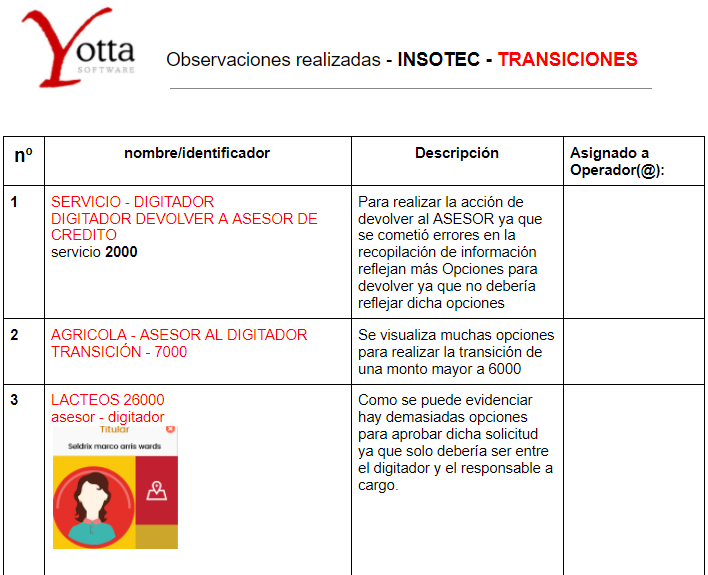 Yotta
SOFTWARE
Observaciones realizadas - INSOTEC - TRANSICIONES
nº
nombre/identificador
Descripción
Asignado a
Operador(@):
1
SERVICIO - DIGITADOR
DIGITADOR DEVOLVER A ASESOR DE
CREDITO
servicio 2000
Para realizar la acción de
devolver al ASESOR ya que
se cometió errores en la
recopilación de información
reflejan más Opciones para
devolver ya que no debería
reflejar dicha opciones
2
AGRICOLA - ASESOR AL DIGITADOR
TRANSICIÓN - 7000
Se visualiza muchas opciones
para realizar la transición de
una monto mayor a 6000
3
LACTEOS 26000
asesor - digitador
Titular
Seldrix marco arris wards
Como se puede evidenciar
hay demasiadas opciones
para aprobar dicha solicitud
ya que solo debería ser entre
el digitador y el responsable a
cargo.